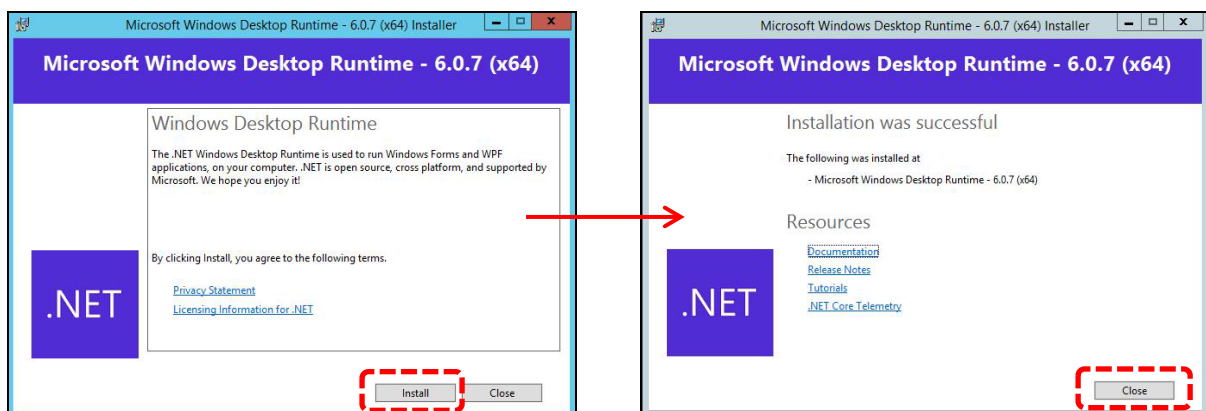 Microsoft Windows Desktop Runtime - 6.0.7 (x64) Installer
Microsoft Windows Desktop Runtime - 6.0.7 (x64)
Windows Desktop Runtime
The .NET Windows Desktop Runtime is used to run Windows Forms and WPF
applications, on your computer. .NET is open source, cross platform, and supported by
Microsoft. We hope you enjoy it!
By clicking Install, you agree to the following terms.
Privacy Statement
Licensing Information for .NET
.NET
Install
Close
Microsoft Windows Desktop Runtime - 6.0.7 (x64) Installer
Microsoft Windows Desktop Runtime - 6.0.7 (x64)
Installation was successful
The following was installed at
- Microsoft Windows Desktop Runtime - 6.0.7 (x64)
Resources
Documentation
Release Notes
Tutorials
.NET Core Telemetry
.NET
Close